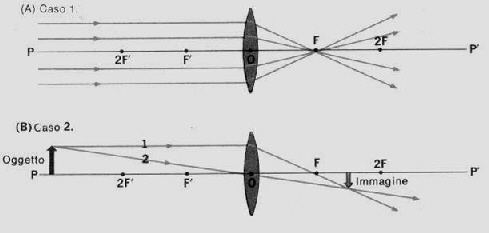 (A) Caso 1.
P 2F' F' O F 2F P'
(B) Caso 2.
1
Oggetto 2
P 2F' F' O F 2F P'
Immagine